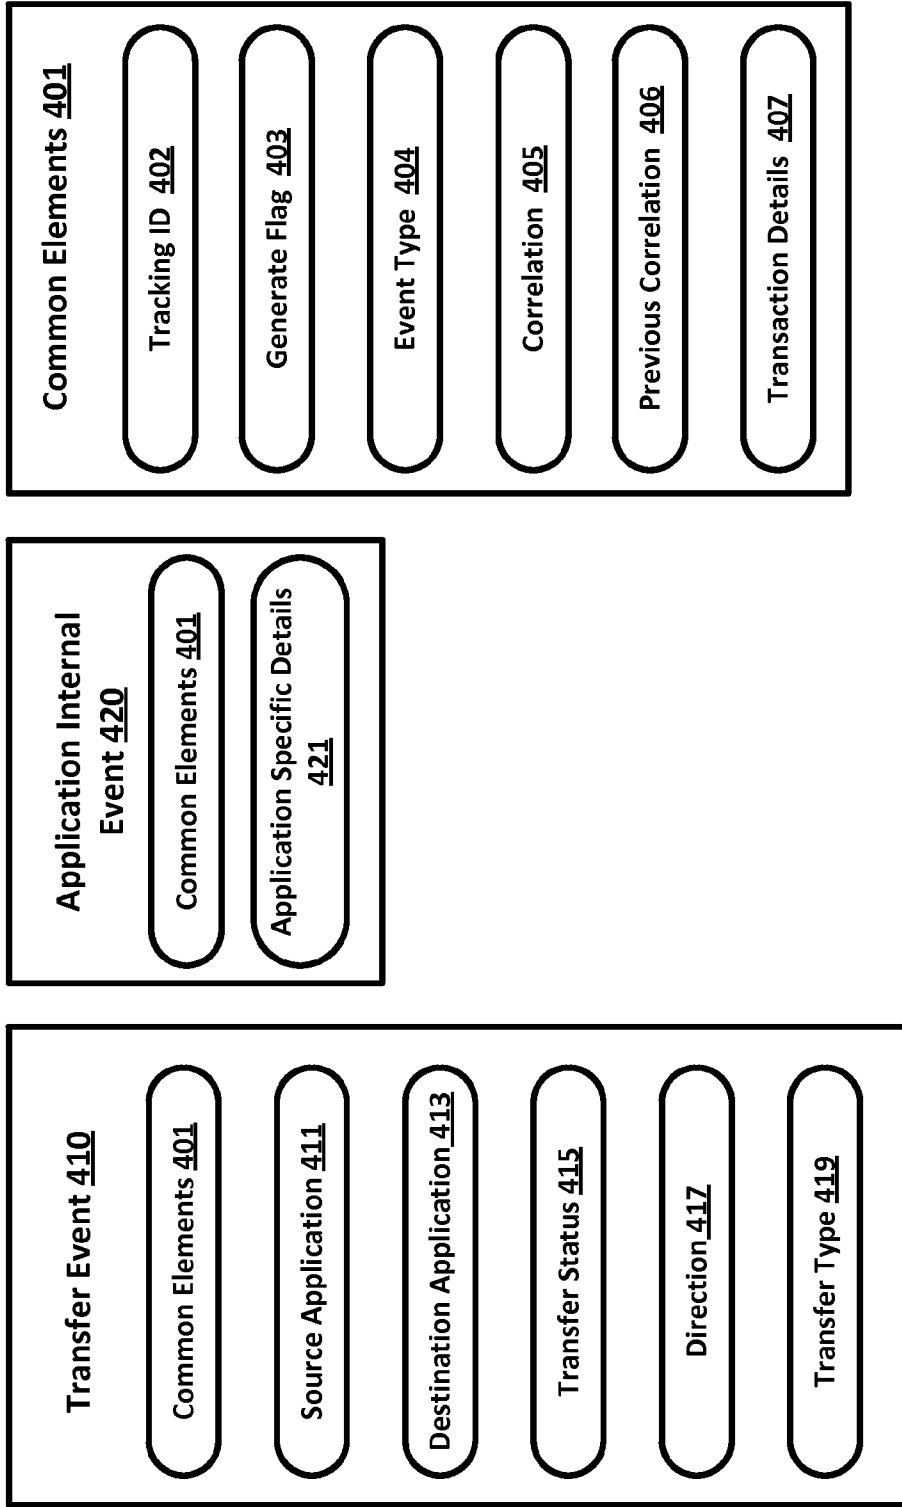 Transfer Event 410
Common Elements 401
Source Application 411
Destination Application 413
Transfer Status 415
Direction 417
Transfer Type 419
Application Internal
Event 420
Common Elements 401
Application Specific Details
421
Common Elements 401
Tracking ID 402
Generate Flag 403
Event Type 404
Correlation 405
Previous Correlation 406
Transaction Details 407